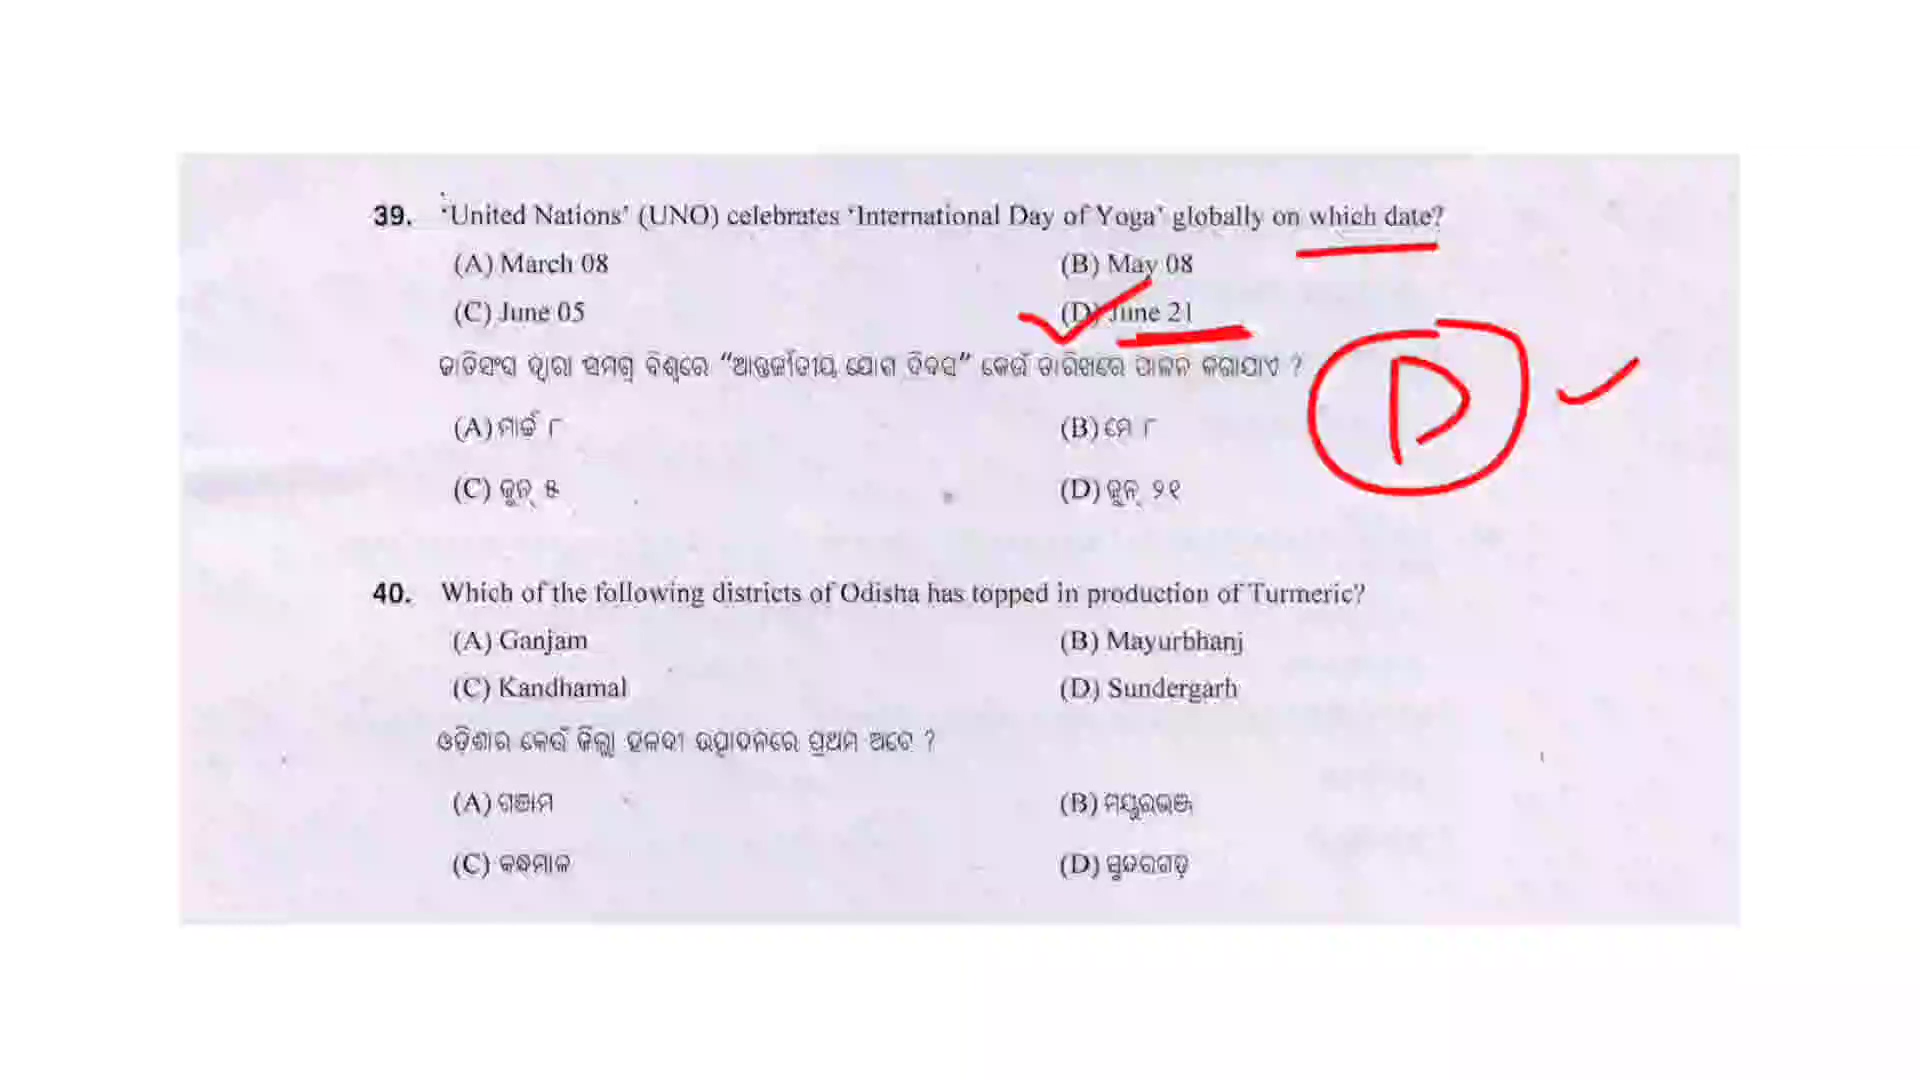 39. ‘United Nations’ (UNO) celebrates ‘International Day of Yoga’ globally on which date?
(A) March 08 (B) May 08
(C) June 05 (D) June 21
ଜାତିସଂଘ ଦ୍ୱାରା ସମଗ୍ର ବିଶ୍ୱରେ “ଆନ୍ତର୍ଜାତୀୟ ଯୋଗ ଦିବସ” କେଉଁ ତାରିଖରେ ପାଳନ କରାଯାଏ ?
D
(A) ମାର୍ଚ୍ଚ ୮ (B) ମେ ୮
(C) ଜୁନ୍ ୫ (D) ଜୁନ୍ ୨୧
40. Which of the following districts of Odisha has topped in production of Turmeric?
(A) Ganjam (B) Mayurbhanj
(C) Kandhamal (D) Sundergarh
ଓଡ଼ିଶାର କେଉଁ ଜିଲ୍ଲା ହଳଦୀ ଉତ୍ପାଦନରେ ପ୍ରଥମ ଅଟେ ?
(A) ଗଞ୍ଜାମ (B) ମୟୂରଭଞ୍ଜ
(C) କନ୍ଧମାଳ (D) ସୁନ୍ଦରଗଡ଼